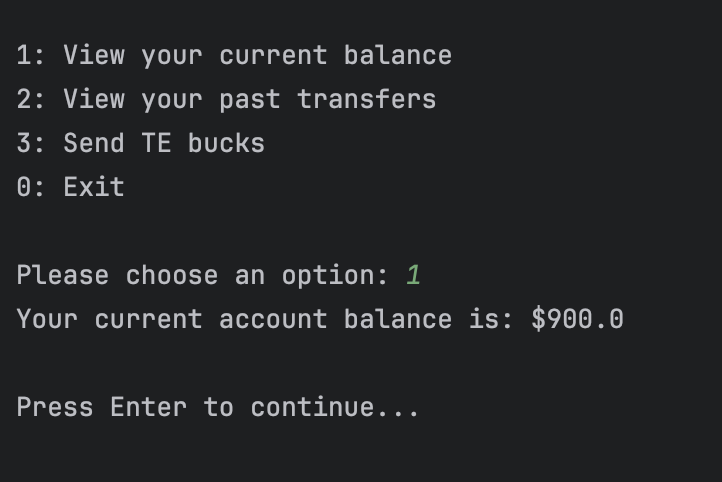 1: View your current balance
2: View your past transfers
3: Send TE bucks
0: Exit
Please choose an option: 1
Your current account balance is: $900.0
Press Enter to continue...